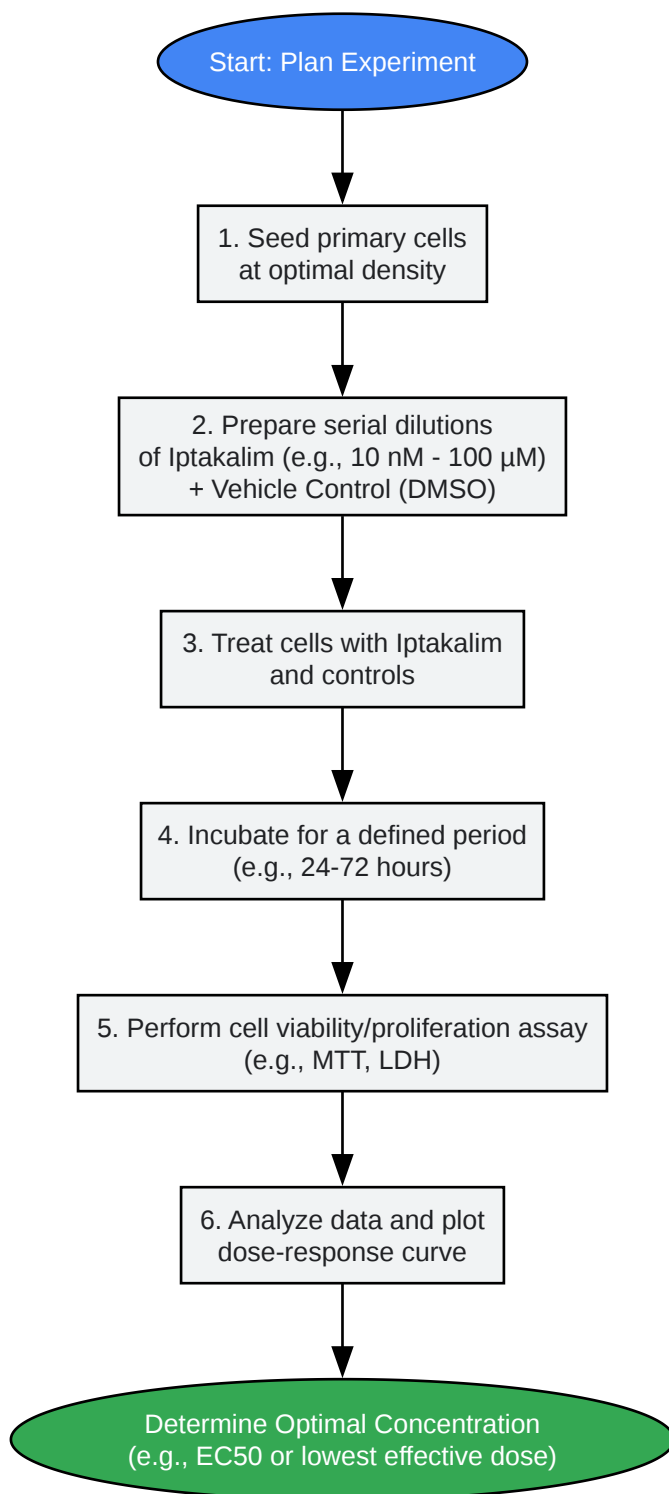 Start: Plan Experiment
1. Seed primary cells
at optimal density
2. Prepare serial dilutions
of Iptakalim (e.g., 10 nM - 100 µM)
+ Vehicle Control (DMSO)
3. Treat cells with Iptakalim
and controls
4. Incubate for a defined period
(e.g., 24-72 hours)
5. Perform cell viability/proliferation assay
(e.g., MTT, LDH)
6. Analyze data and plot
dose-response curve
Determine Optimal Concentration
(e.g., EC50 or lowest effective dose)